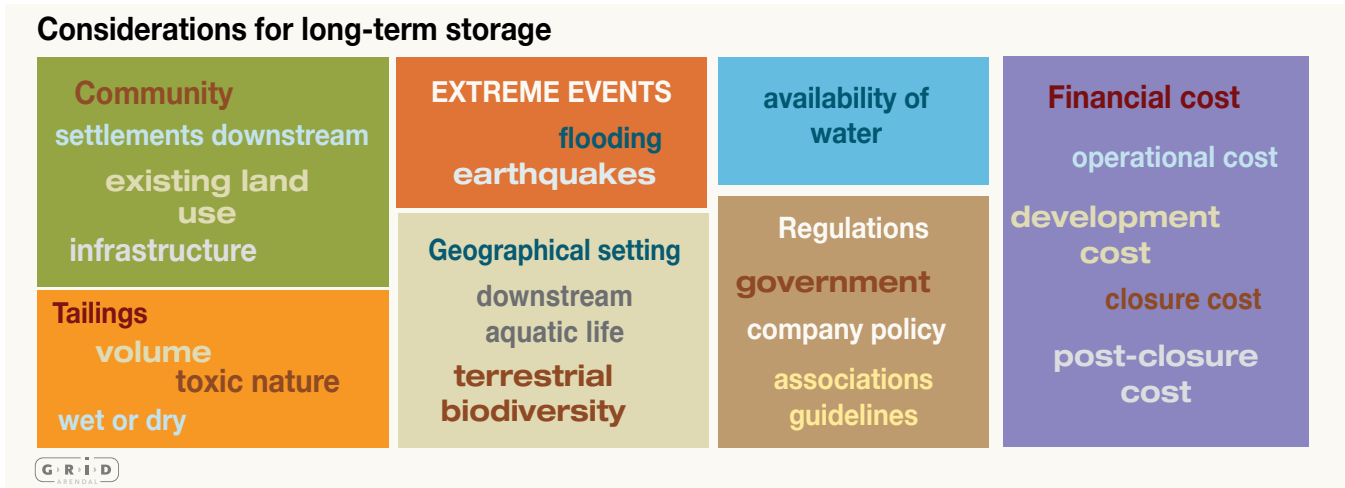 Considerations for long-term storage
Community
settlements downstream
existing land
use
infrastructure
Tailings
volume
toxic nature
wet or dry
EXTREME EVENTS
flooding
earthquakes
Geographical setting
downstream
aquatic life
terrestrial
biodiversity
availability of
water
Regulations
government
company policy
associations
guidelines
Financial cost
operational cost
development
cost
closure cost
post-closure
cost
G R I D
ARENDAL